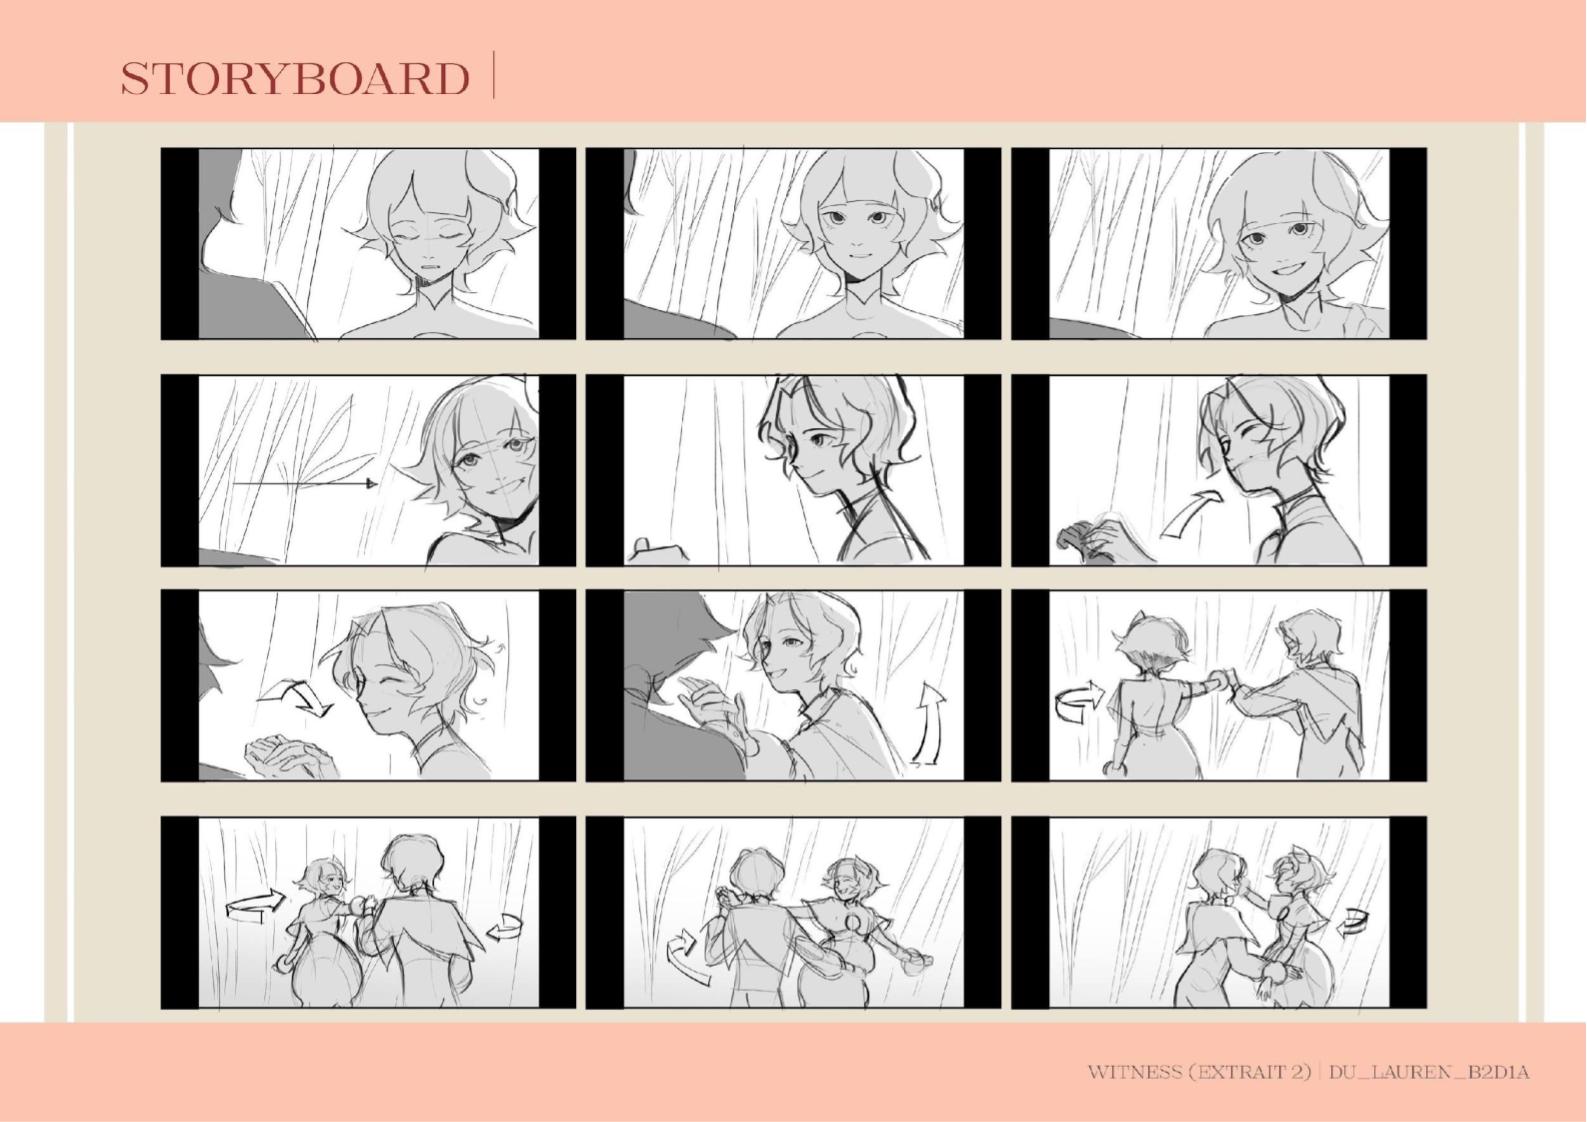 STORYBOARD |
WITNESS (EXTRAIT 2) | DU_LAUREN_B2D1A